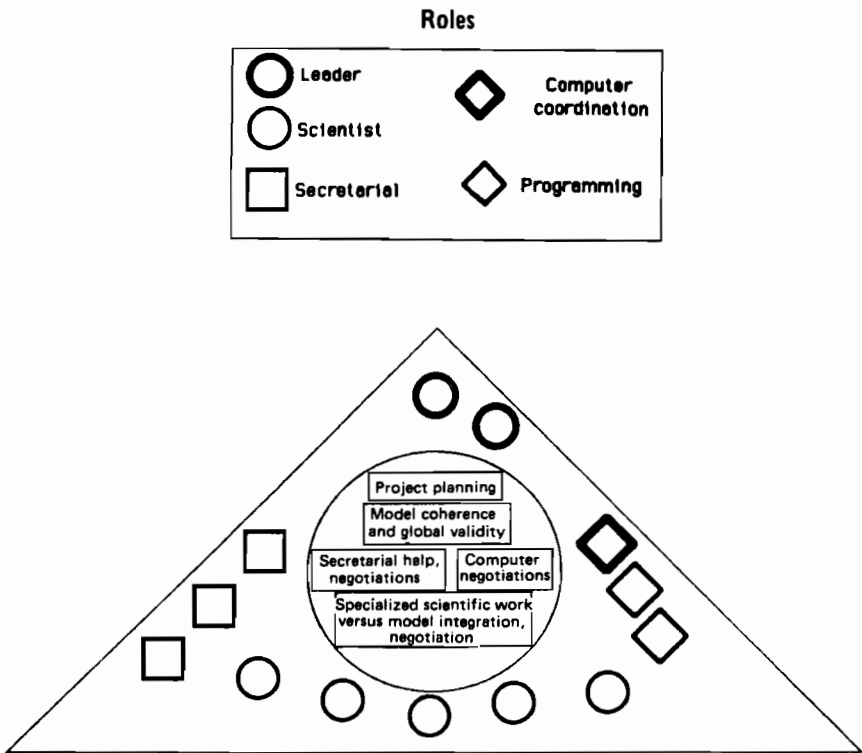 Roles
Leader
Scientist
Secretarial
Computer
coordination
Programming
Project planning
Model coherence
and global validity
Secretarial help,
negotiations
Computer
negotiations
Specialized scientific work
versus model integration,
negotiation